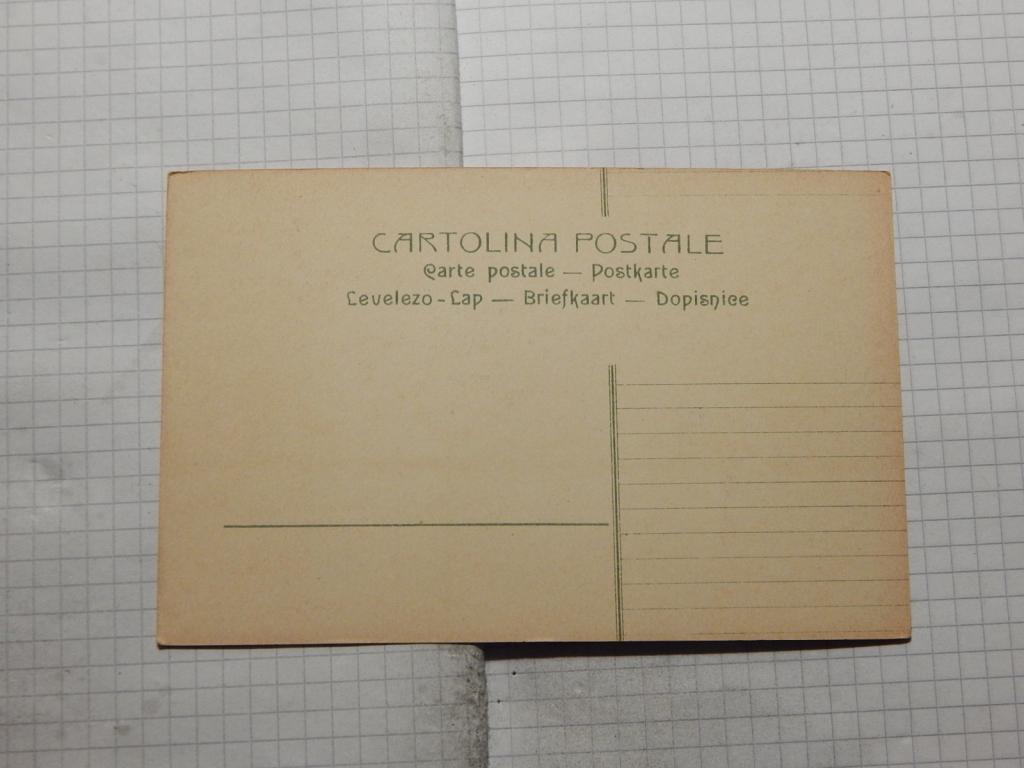 CARTOLINA POSTALE
Carte postale — Postkarte
Levelezo-Lap — Briefkaart — Dopisnice